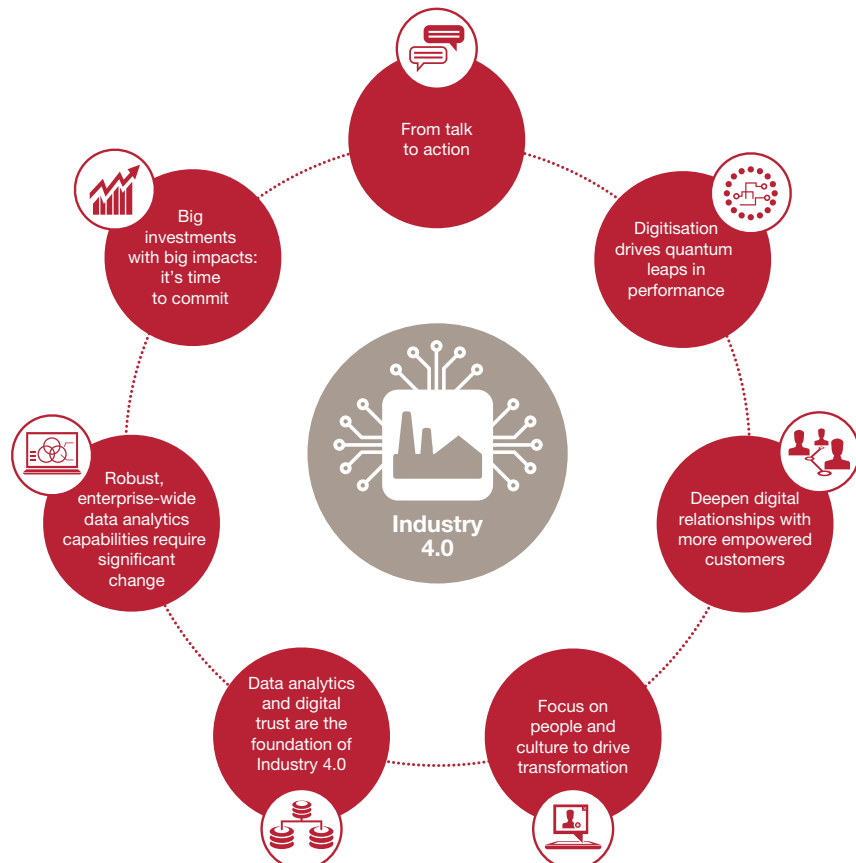 From talk
to action
Digitisation
drives quantum
leaps in
performance
Deepen digital
relationships with
more empowered
customers
Focus on
people and
culture to drive
transformation
Data analytics
and digital
trust are the
foundation of
Industry 4.0
Robust,
enterprise-wide
data analytics
capabilities require
significant
change
Big
investments
with big impacts:
it’s time
to commit
Industry
4.0